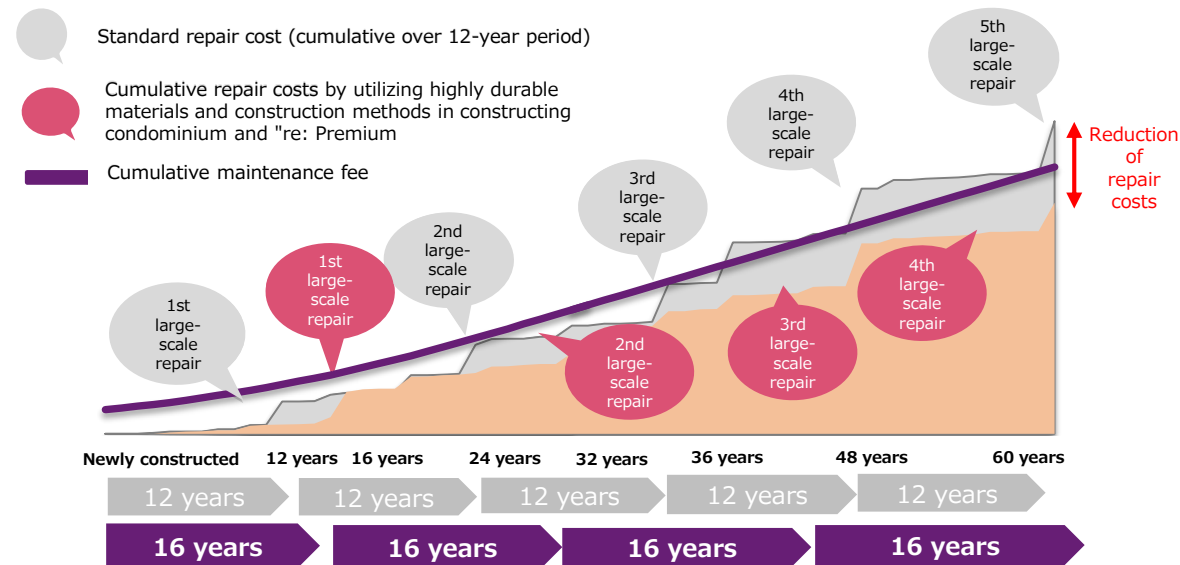 Standard repair cost (cumulative over 12-year period)
Cumulative repair costs by utilizing highly durable
materials and construction methods in constructing
condominium and "re: Premium
Cumulative maintenance fee
1st
large-
scale
repair
1st
large-
scale
repair
2nd
large-
scale
repair
2nd
large-
scale
repair
3rd
large-
scale
repair
3rd
large-
scale
repair
4th
large-
scale
repair
4th
large-
scale
repair
5th
large-
scale
repair
Reduction
of
repair
costs
Newly constructed 12 years 16 years 24 years 32 years 36 years 48 years 60 years
12 years 12 years 12 years 12 years 12 years
16 years 16 years 16 years 16 years